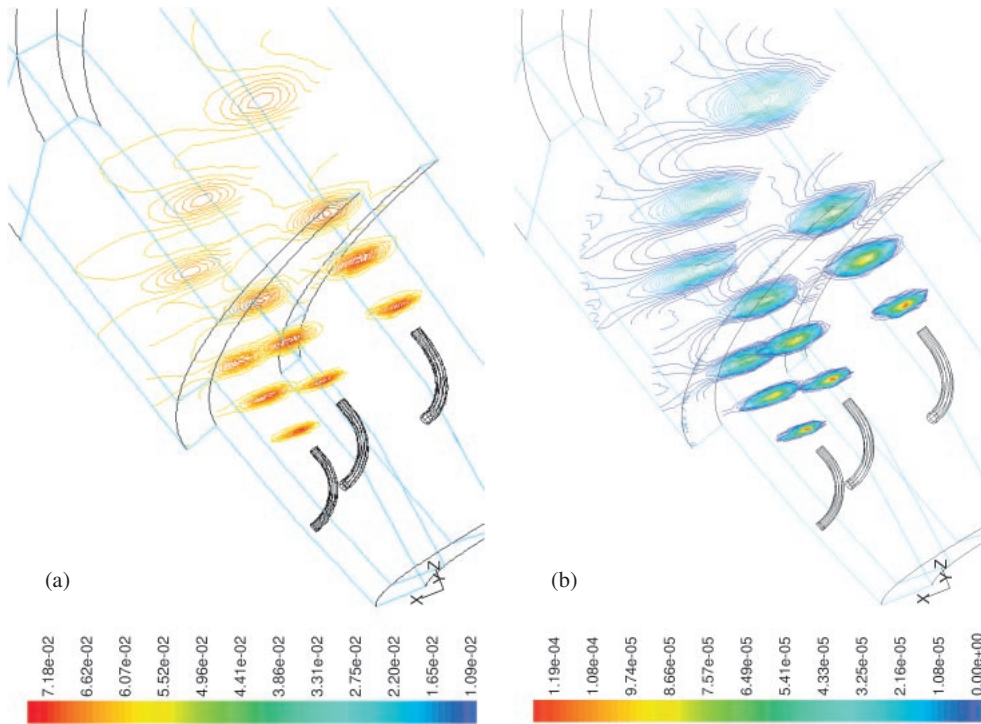 (a)
X
Y
Z
7.18e-02
6.62e-02
6.07e-02
5.52e-02
4.96e-02
4.41e-02
3.86e-02
3.31e-02
2.75e-02
2.20e-02
1.65e-02
1.09e-02
(b)
X
Y
Z
1.19e-04
1.08e-04
9.74e-05
8.66e-05
7.57e-05
6.49e-05
5.41e-05
4.33e-05
3.25e-05
2.16e-05
1.08e-05
0.00e+00